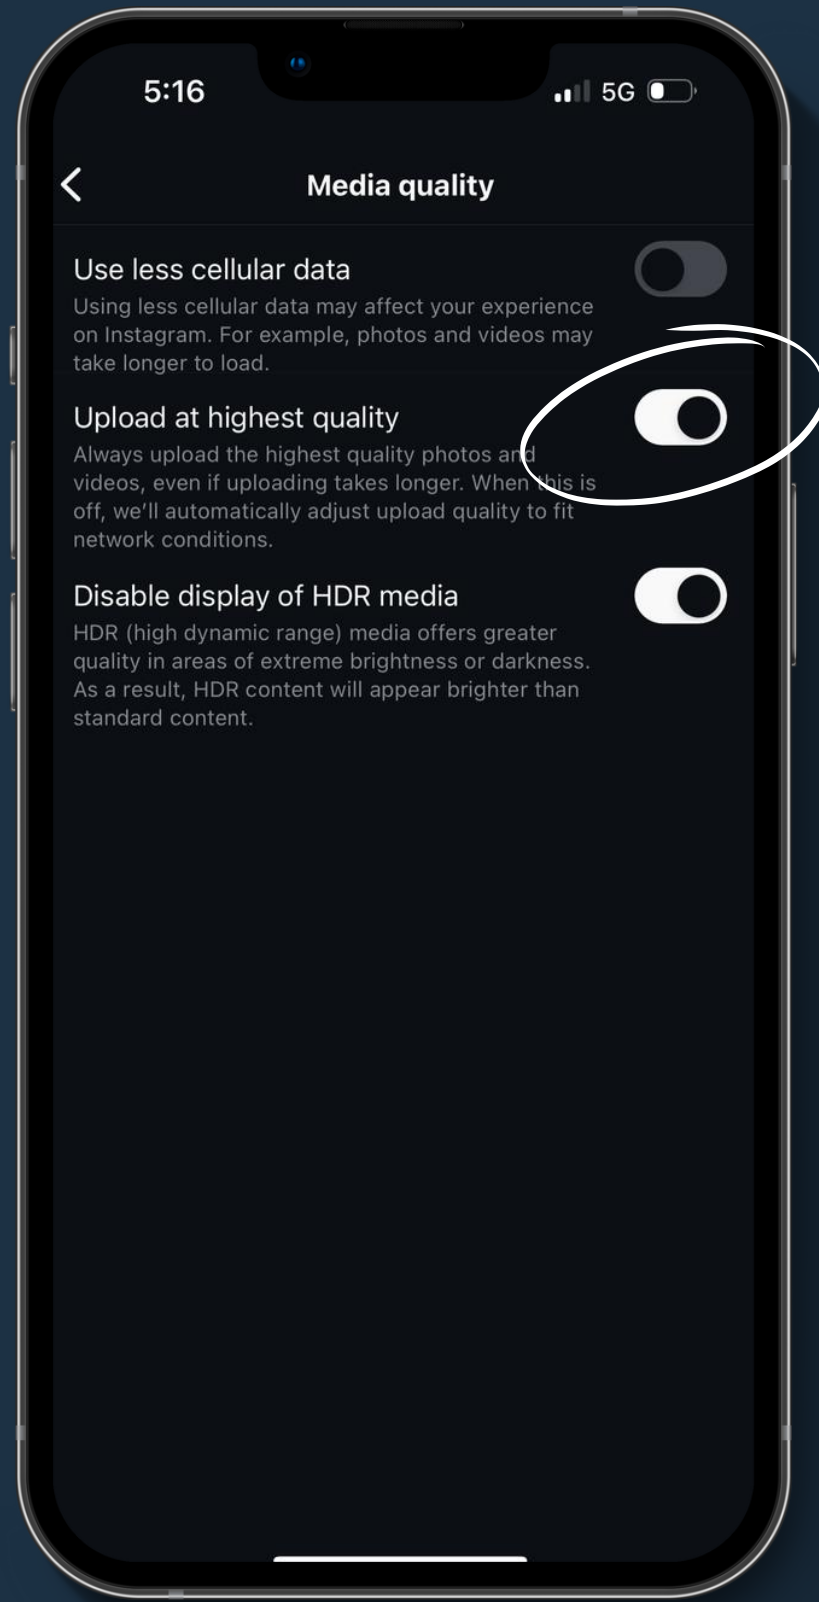 5:16
5G
Media quality
Use less cellular data
Using less cellular data may affect your experience
on Instagram. For example, photos and videos may
take longer to load.
Upload at highest quality
Always upload the highest quality photos and
videos, even if uploading takes longer. When this is
off, we’ll automatically adjust upload quality to fit
network conditions.
Disable display of HDR media
HDR (high dynamic range) media offers greater
quality in areas of extreme brightness or darkness.
As a result, HDR content will appear brighter than
standard content.